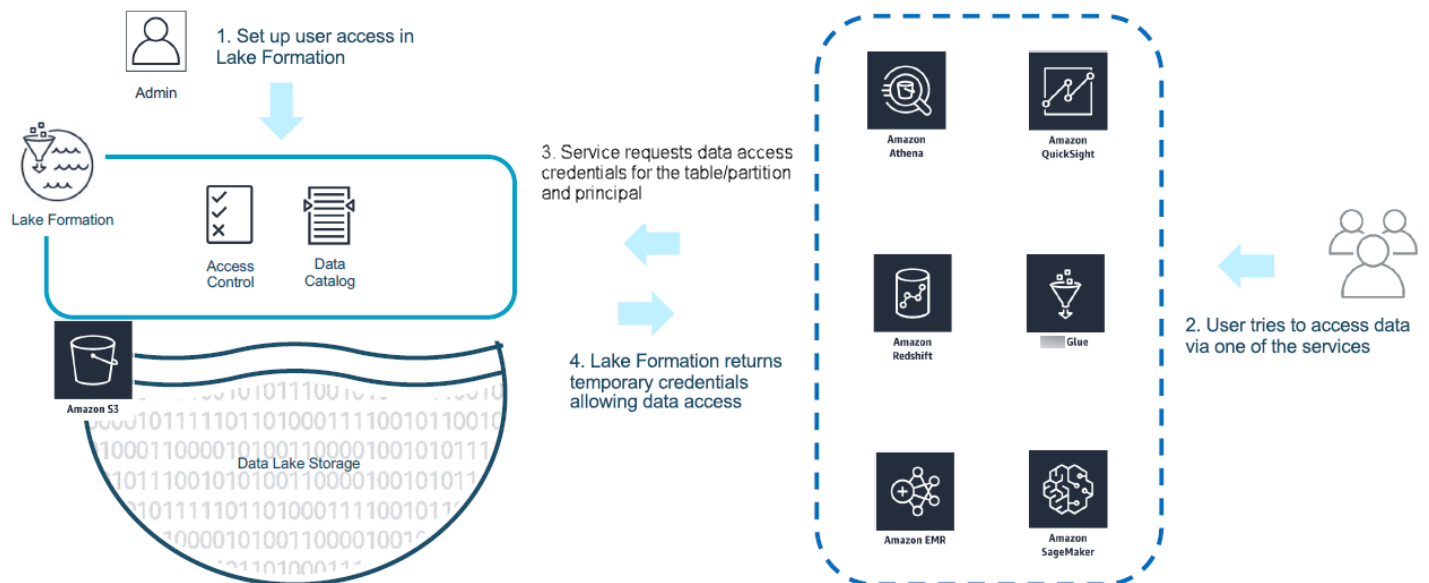 1. Set up user access in
Lake Formation
Admin
Lake Formation
Access
Control
Data
Catalog
3. Service requests data access
credentials for the table/partition
and principal
4. Lake Formation returns
temporary credentials
allowing data access
Amazon S3
Data Lake Storage
Amazon
Athena
Amazon
QuickSight
Amazon
Redshift
Glue
Amazon EMR
Amazon
SageMaker
2. User tries to access data
via one of the services